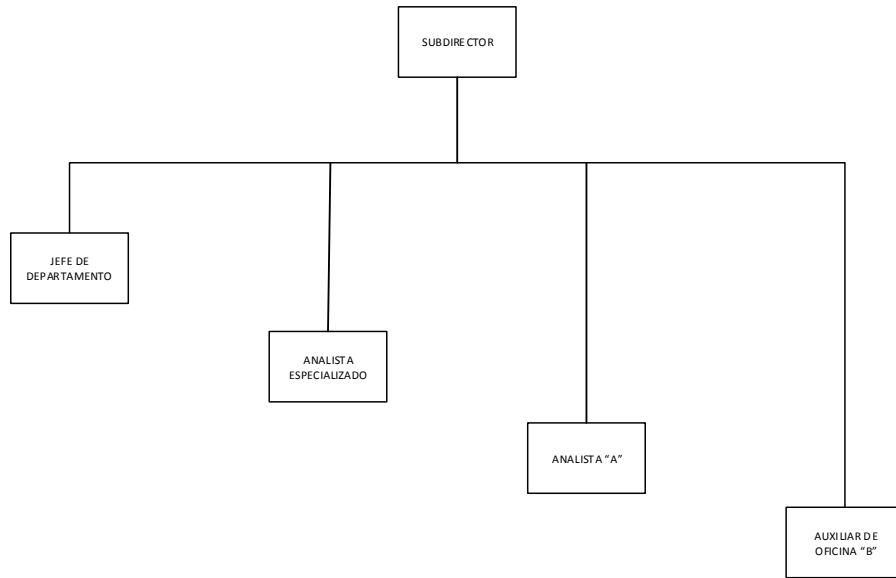 SUBDIRECTOR
JEFE DE
DEPARTAMENTO
ANALISTA
ESPECIALIZADO
ANALISTA “A”
AUXILIAR DE
OFICINA “B”